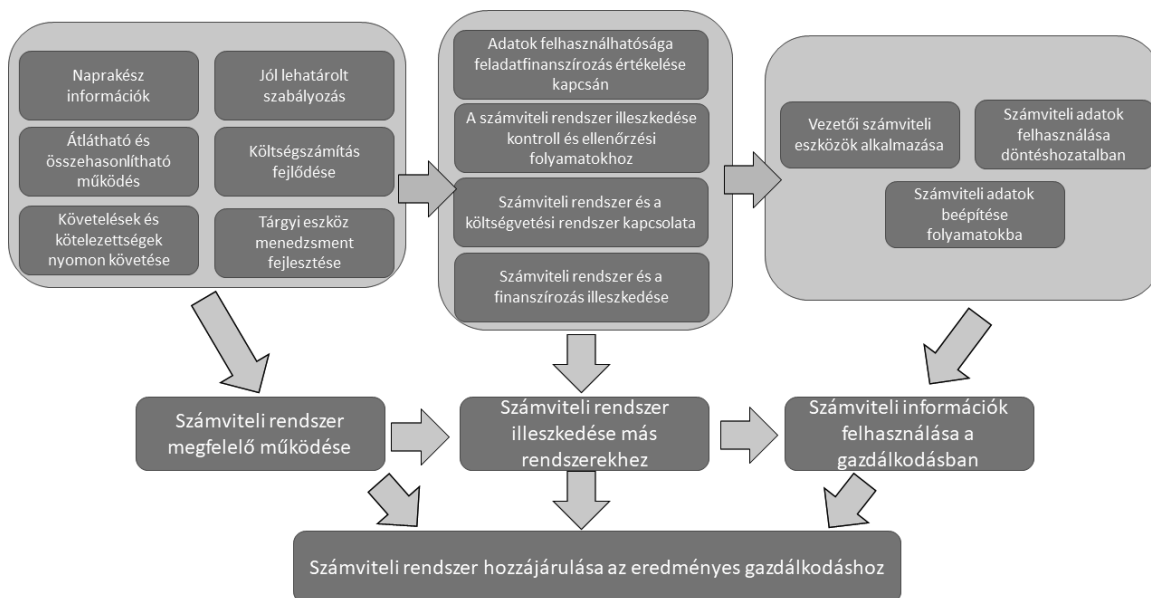 Naprakész
információk
Jól lehatárolt
szabályozás
Átlátható és
összehasonlítható
működés
Költségszámítás
fejlődése
Követelések és
kötelezettségek
nyomon követése
Tárgyi eszköz
menedzsment
fejlesztése
Adatok felhasználhatósága
feladatfinanszírozás értékelése
kapcsán
A számviteli rendszer illeszkedése
kontroll és ellenőrzési
folyamatokhoz
Számviteli rendszer és a
költségvetési rendszer kapcsolata
Számviteli rendszer és a
finanszírozás illeszkedése
Vezetői számviteli
eszközök alkalmazása
Számviteli adatok
felhasználása
döntéshozatalban
Számviteli adatok
beépítése
folyamatokba
Számviteli rendszer
megfelelő működése
Számviteli rendszer
illeszkedése más
rendszerekhez
Számviteli információk
felhasználása a
gazdálkodásban
Számviteli rendszer hozzájárulása az eredményes gazdálkodáshoz